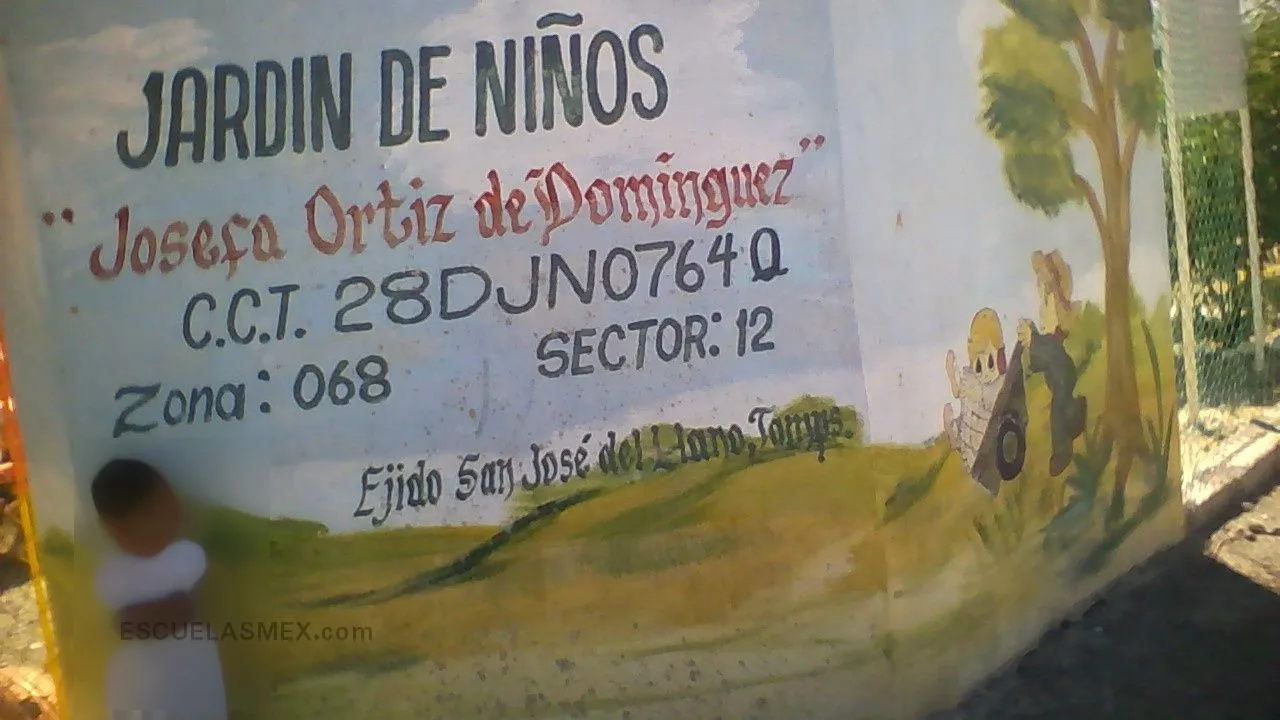 JARDIN DE NIÑOS
"Josefa Ortiz de Dominguez"
C.C.T. 28DJN0764Q
Zona: 068 SECTOR: 12
Ejido San José del Llano, Tamps.
ESCUELASMEX.com